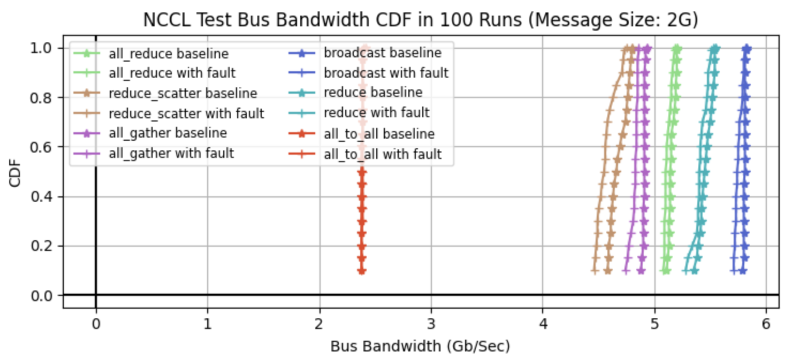 NCCL Test Bus Bandwidth CDF in 100 Runs (Message Size: 2G)
CDF
1.0
0.8
0.6
0.4
0.2
0.0
all_reduce baseline
all_reduce with fault
reduce_scatter baseline
reduce_scatter with fault
all_gather baseline
all_gather with fault
broadcast baseline
broadcast with fault
reduce baseline
reduce with fault
all_to_all baseline
all_to_all with fault
0 1 2 3 4 5 6
Bus Bandwidth (Gb/Sec)